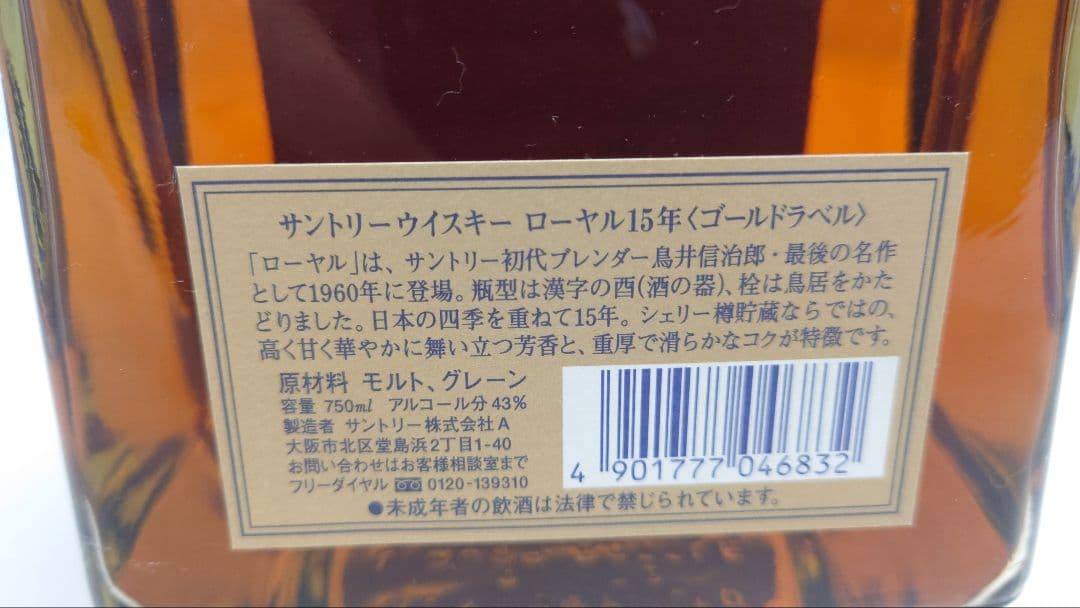 サントリーウイスキー ローヤル15年〈ゴールドラベル〉
「ローヤル」は、サントリー初代ブレンダー鳥井信治郎・最後の名作
として1960年に登場。瓶型は漢字の酉(酒の器)、栓は鳥居をかた
どりました。日本の四季を重ねて15年。シェリー樽貯蔵ならではの、
高く甘く華やかに舞い立つ芳香と、重厚で滑らかなコクが特徴です。
原材料 モルト、グレーン
容量 750ml アルコール分43%
製造者 サントリー株式会社A
大阪市北区堂島浜2丁目1-40
お問い合わせはお客様相談室まで
フリーダイヤル 0120-139310
4 901777 046832
●未成年者の飲酒は法律で禁じられています。